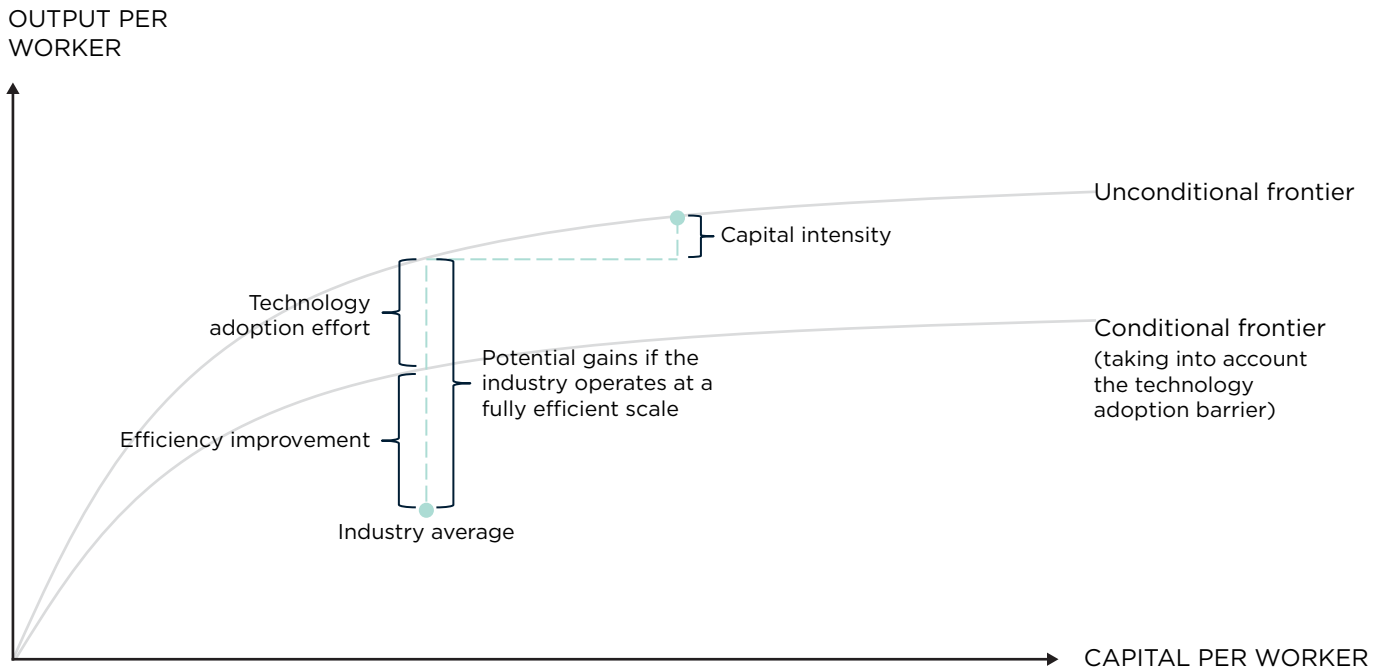 OUTPUT PER
WORKER
Unconditional frontier
Capital intensity
Technology
adoption effort
Conditional frontier
(taking into account
the technology
adoption barrier)
Potential gains if the
industry operates at a
fully efficient scale
Efficiency improvement
Industry average
CAPITAL PER WORKER